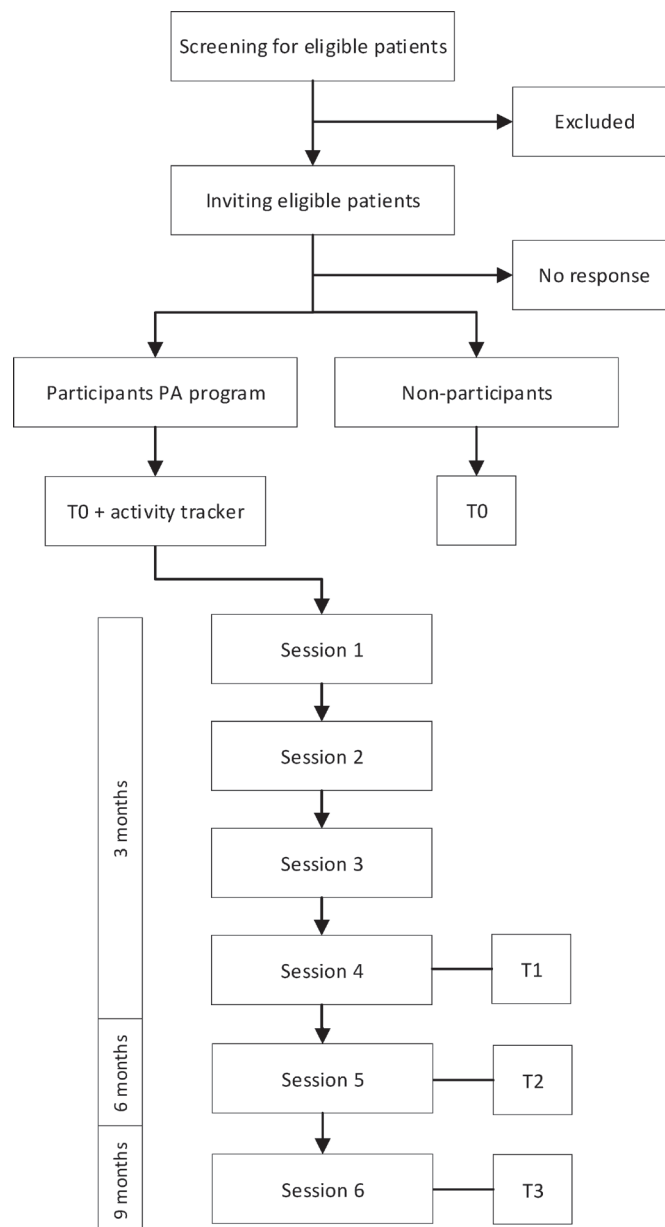 Screening for eligible patients
Excluded
Inviting eligible patients
No response
Participants PA program
Non-participants
T0 + activity tracker
T0
3 months
Session 1
Session 2
Session 3
Session 4
T1
6 months
Session 5
T2
9 months
Session 6
T3